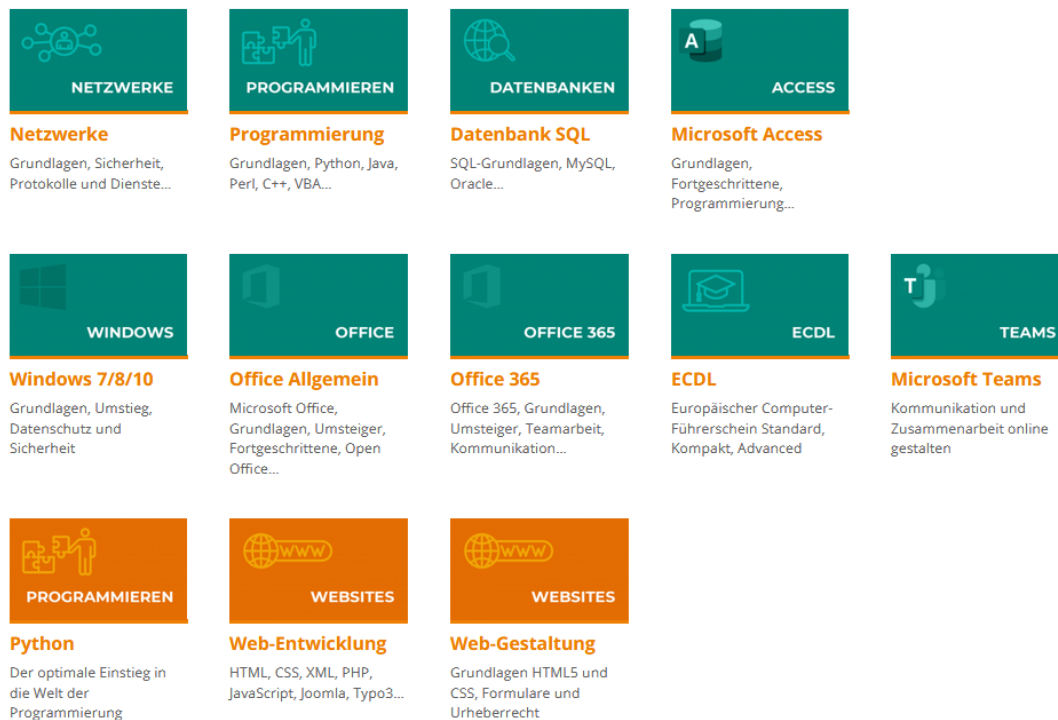 NETZWERKE
Netzwerke
Grundlagen, Sicherheit,
Protokolle und Dienste...
PROGRAMMIEREN
Programmierung
Grundlagen, Python, Java,
Perl, C++, VBA...
DATENBANKEN
Datenbank SQL
SQL-Grundlagen, MySQL,
Oracle...
A
ACCESS
Microsoft Access
Grundlagen,
Fortgeschrittene,
Programmierung...
WINDOWS
Windows 7/8/10
Grundlagen, Umstieg,
Datenschutz und
Sicherheit
OFFICE
Office Allgemein
Microsoft Office,
Grundlagen, Umsteiger,
Fortgeschrittene, Open
Office...
OFFICE 365
Office 365
Office 365, Grundlagen,
Umsteiger, Teamarbeit,
Kommunikation...
ECDL
ECDL
Europäischer Computer-
Führerschein Standard,
Kompakt, Advanced
T
TEAMS
Microsoft Teams
Kommunikation und
Zusammenarbeit online
gestalten
PROGRAMMIEREN
Python
Der optimale Einstieg in
die Welt der
Programmierung
WWW
WEBSITES
Web-Entwicklung
HTML, CSS, XML, PHP,
JavaScript, Joomla, Typo3...
WWW
WEBSITES
Web-Gestaltung
Grundlagen HTML5 und
CSS, Formulare und
Urheberrecht